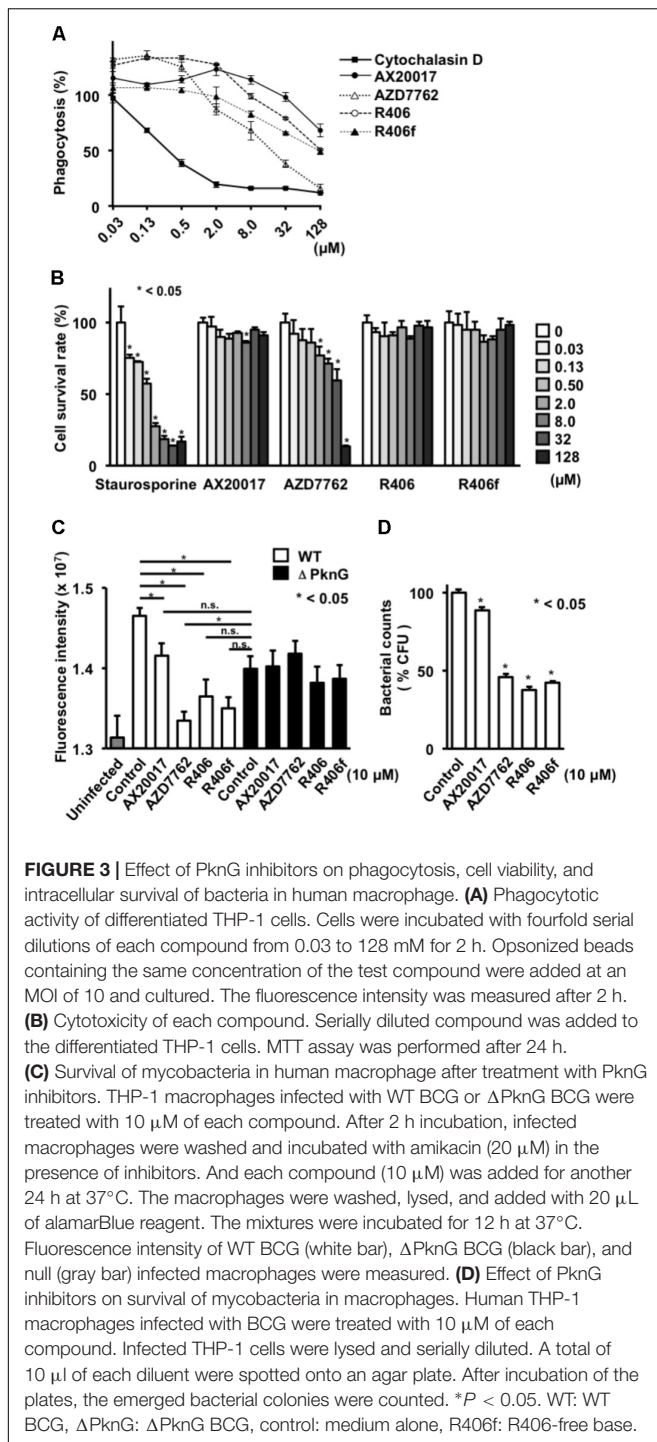 A
Cytochalasin D
AX20017
AZD7762
R406
R406f
Phagocytosis (%)
100
50
0
0.03
0.13
0.5
2.0
8.0
32
128
(μM)
B
* < 0.05
Cell survival rate (%)
100
50
0
Staurosporine
AX20017
AZD7762
R406
R406f
0
0.03
0.13
0.50
2.0
8.0
32
128
(μM)
C
WT
Δ PknG
* < 0.05
Fluorescence intensity (x 10⁷)
1.5
1.4
1.3
*
*
*
*
n.s.
*
n.s.
n.s.
Uninfected
Control
AX20017
AZD7762
R406
R406f
Control
AX20017
AZD7762
R406
R406f
(10 μM)
D
* < 0.05
Bacterial counts
( % CFU )
100
50
0
*
*
*
*
Control
AX20017
AZD7762
R406
R406f
(10 μM)
FIGURE 3 | Effect of PknG inhibitors on phagocytosis, cell viability, and
intracellular survival of bacteria in human macrophage. (A) Phagocytotic
activity of differentiated THP-1 cells. Cells were incubated with fourfold serial
dilutions of each compound from 0.03 to 128 mM for 2 h. Opsonized beads
containing the same concentration of the test compound were added at an
MOI of 10 and cultured. The fluorescence intensity was measured after 2 h.
(B) Cytotoxicity of each compound. Serially diluted compound was added to
the differentiated THP-1 cells. MTT assay was performed after 24 h.
(C) Survival of mycobacteria in human macrophage after treatment with PknG
inhibitors. THP-1 macrophages infected with WT BCG or ΔPknG BCG were
treated with 10 μM of each compound. After 2 h incubation, infected
macrophages were washed and incubated with amikacin (20 μM) in the
presence of inhibitors. And each compound (10 μM) was added for another
24 h at 37°C. The macrophages were washed, lysed, and added with 20 μL
of alamarBlue reagent. The mixtures were incubated for 12 h at 37°C.
Fluorescence intensity of WT BCG (white bar), ΔPknG BCG (black bar), and
null (gray bar) infected macrophages were measured. (D) Effect of PknG
inhibitors on survival of mycobacteria in macrophages. Human THP-1
macrophages infected with BCG were treated with 10 μM of each
compound. Infected THP-1 cells were lysed and serially diluted. A total of
10 μl of each diluent were spotted onto an agar plate. After incubation of the
plates, the emerged bacterial colonies were counted. *P < 0.05. WT: WT
BCG, ΔPknG: ΔPknG BCG, control: medium alone, R406f: R406-free base.